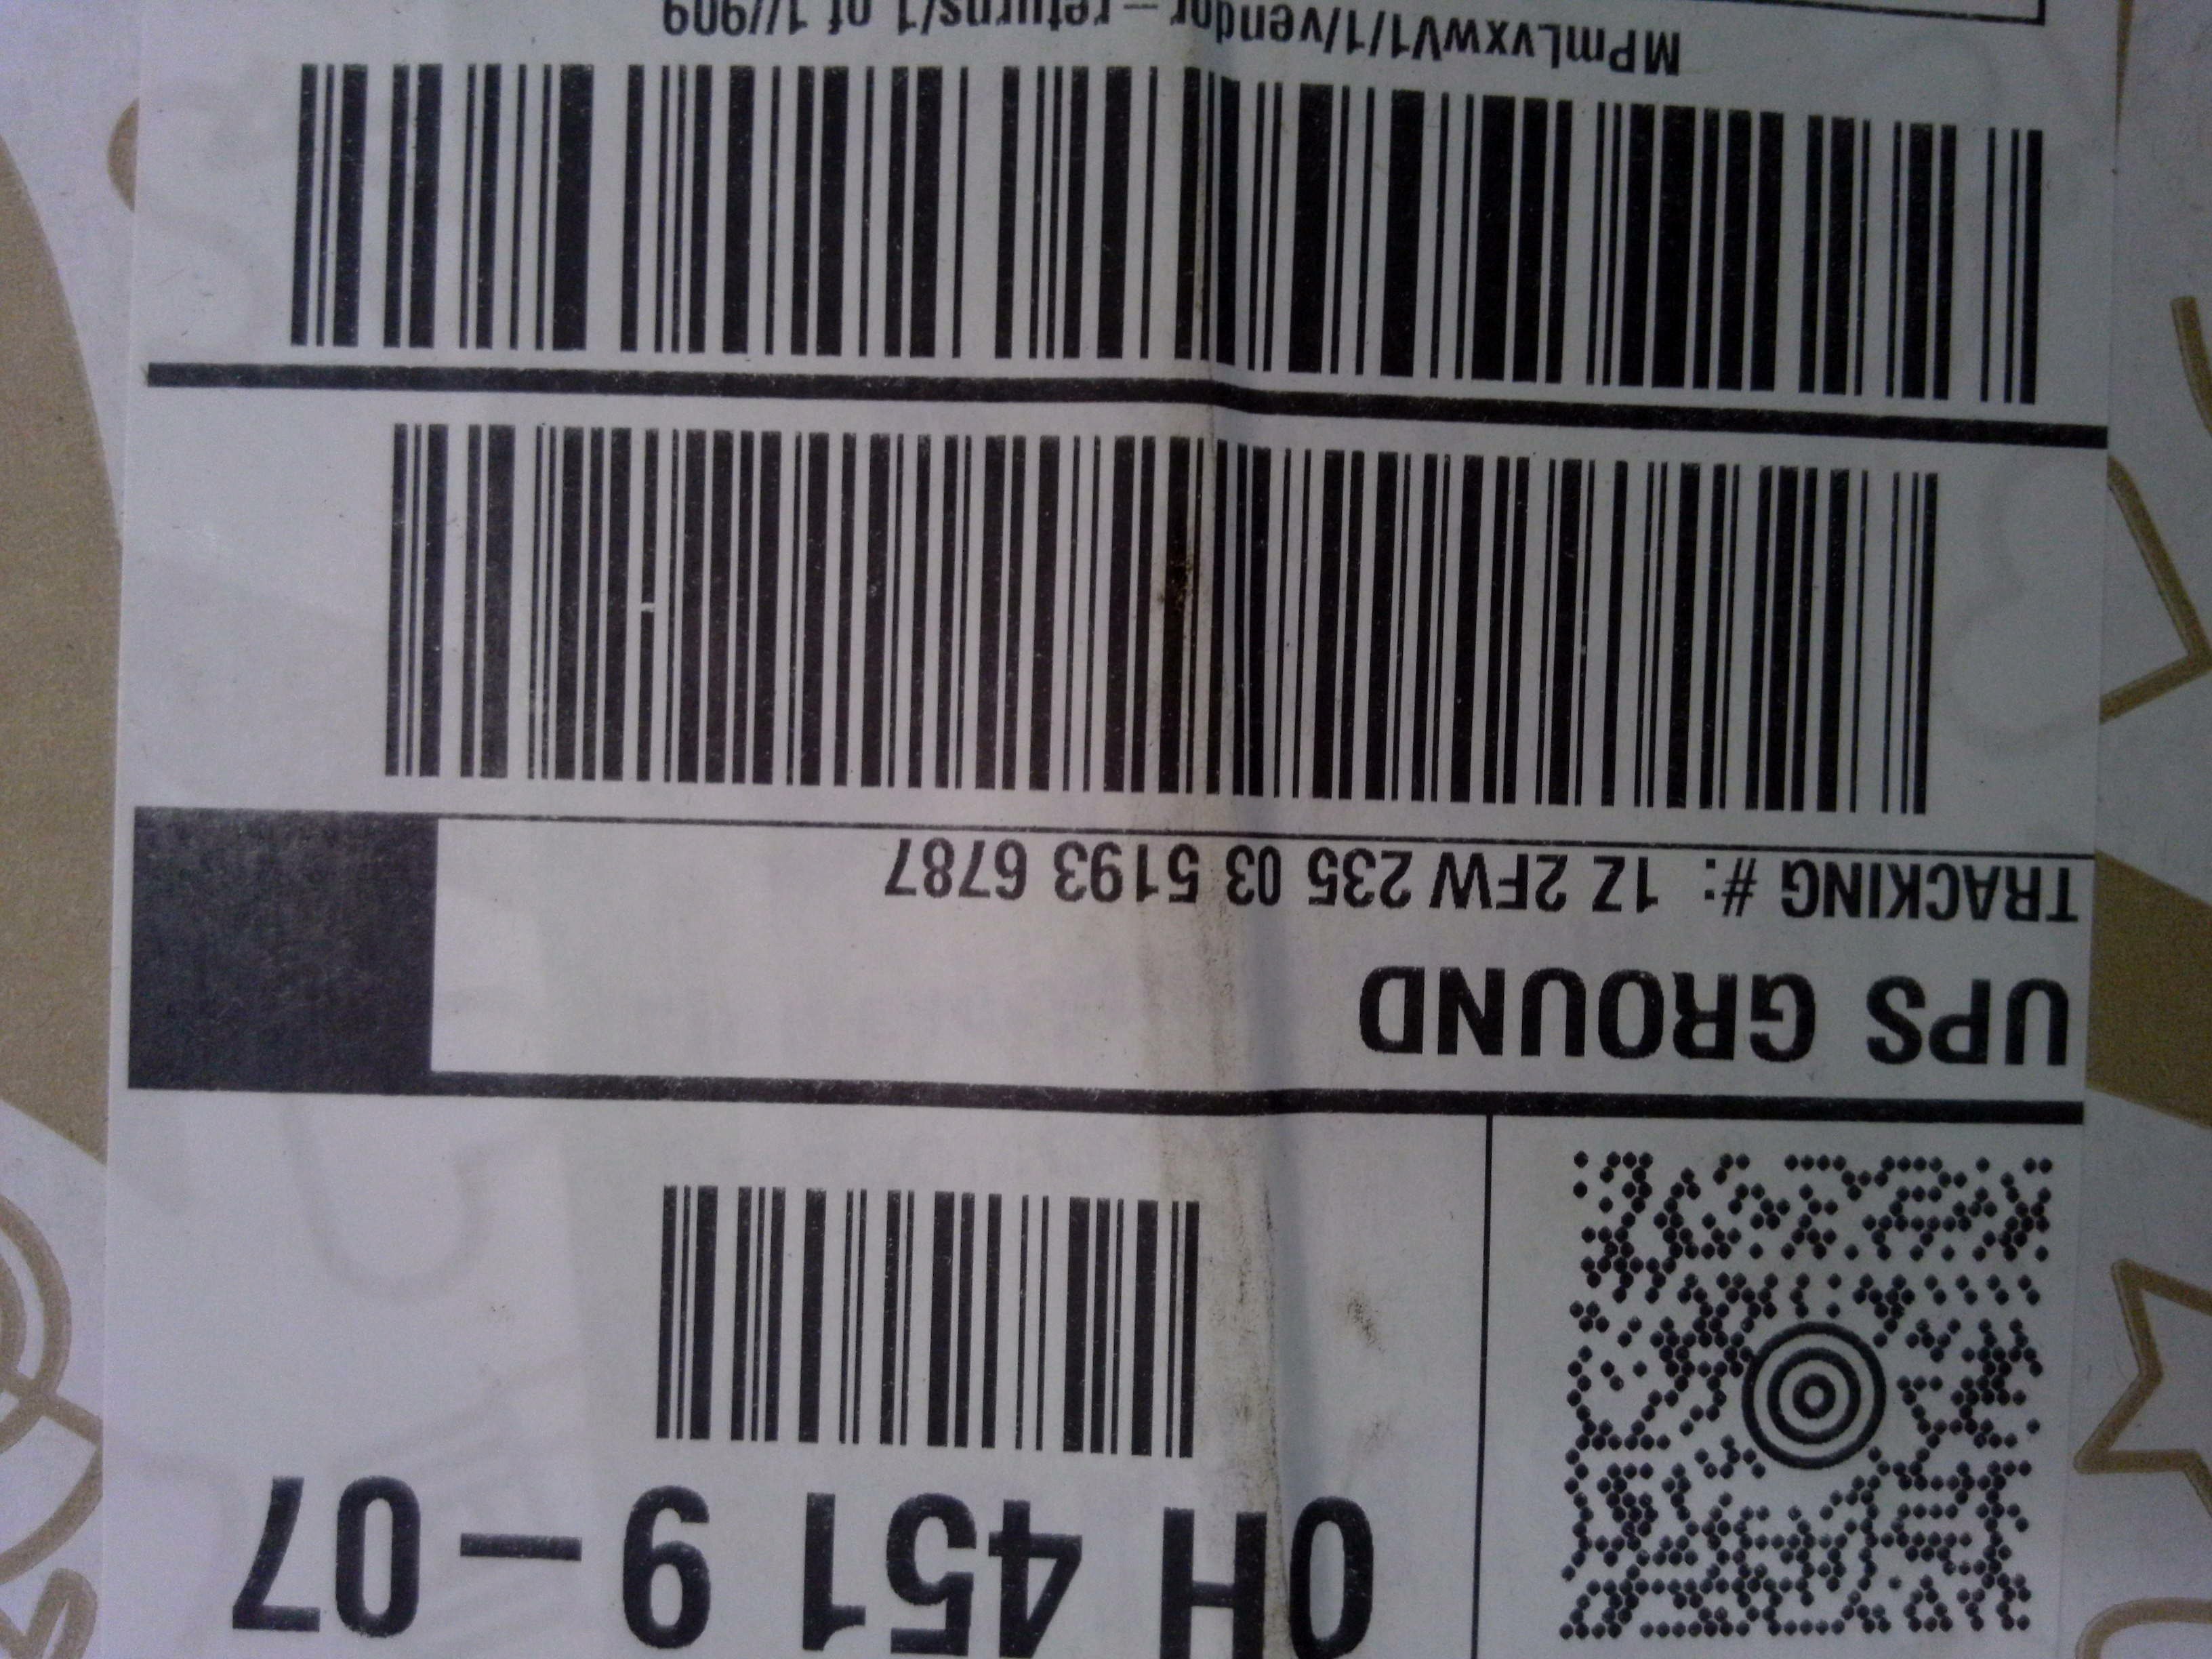 OH 451 9-07
UPS GROUND
TRACKING #: 1Z 2FW 235 03 5193 6787
MPmLvxwV1/1/vendor-returns/1 of 1//909